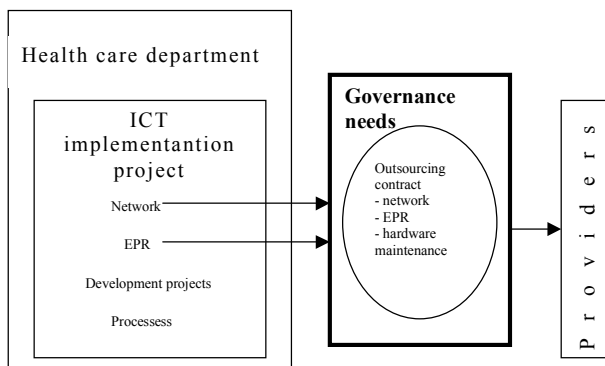 Health care department
ICT
implementantion
project
Network
EPR
Development projects
Processess
Governance
needs
Outsourcing
contract
- network
- EPR
- hardware
maintenance
Providers